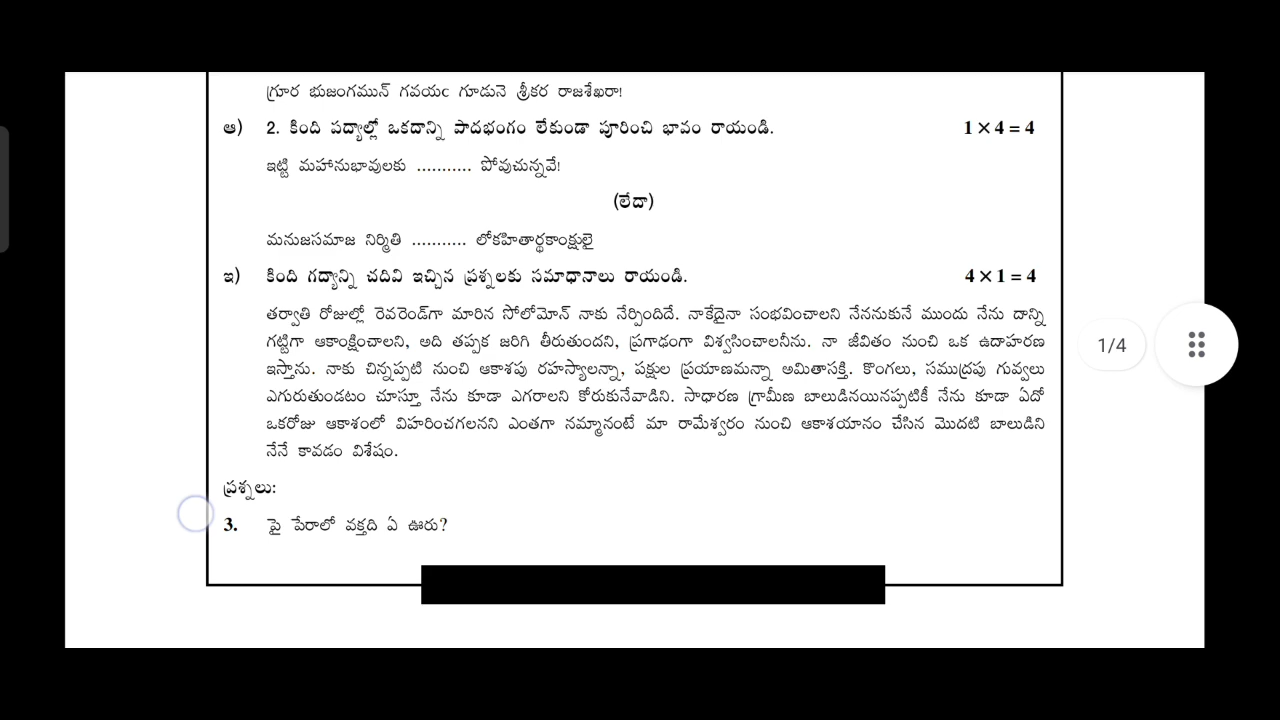 గ్రూర భుజంగమున్ గవయఁ గూడునె శ్రీకర రాజశేఖరా!
ఆ) 2. కింది పద్యాల్లో ఒకదాన్ని పాదభంగం లేకుండా పూరించి భావం రాయండి. 1 × 4 = 4
ఇట్టి మహానుభావులకు ........... పోవుచున్నవే!
(లేదా)
మనుజసమాజ నిర్మితి ........... లోకహితార్థకాంక్షులై
ఇ) కింది గద్యాన్ని చదివి ఇచ్చిన ప్రశ్నలకు సమాధానాలు రాయండి. 4 × 1 = 4
తర్వాతి రోజుల్లో రెవరెండ్‌గా మారిన సోలోమోన్ నాకు నేర్పిందిదే. నాకేదైనా సంభవించాలని నేననుకునే ముందు నేను దాన్ని
గట్టిగా ఆకాంక్షించాలని, అది తప్పక జరిగి తీరుతుందని, ప్రగాఢంగా విశ్వసించాలనీను. నా జీవితం నుంచి ఒక ఉదాహరణ
ఇస్తాను. నాకు చిన్నప్పటి నుంచి ఆకాశపు రహస్యాలన్నా, పక్షుల ప్రయాణమన్నా అమితాసక్తి. కొంగలు, సముద్రపు గువ్వలు
ఎగురుతుండటం చూస్తూ నేను కూడా ఎగరాలని కోరుకునేవాడిని. సాధారణ గ్రామీణ బాలుడినయినప్పటికీ నేను కూడా ఏదో
ఒకరోజు ఆకాశంలో విహరించగలనని ఎంతగా నమ్మానంటే మా రామేశ్వరం నుంచి ఆకాశయానం చేసిన మొదటి బాలుడిని
నేనే కావడం విశేషం.
ప్రశ్నలు:
3. పై పేరాలో వక్తది ఏ ఊరు?
1/4